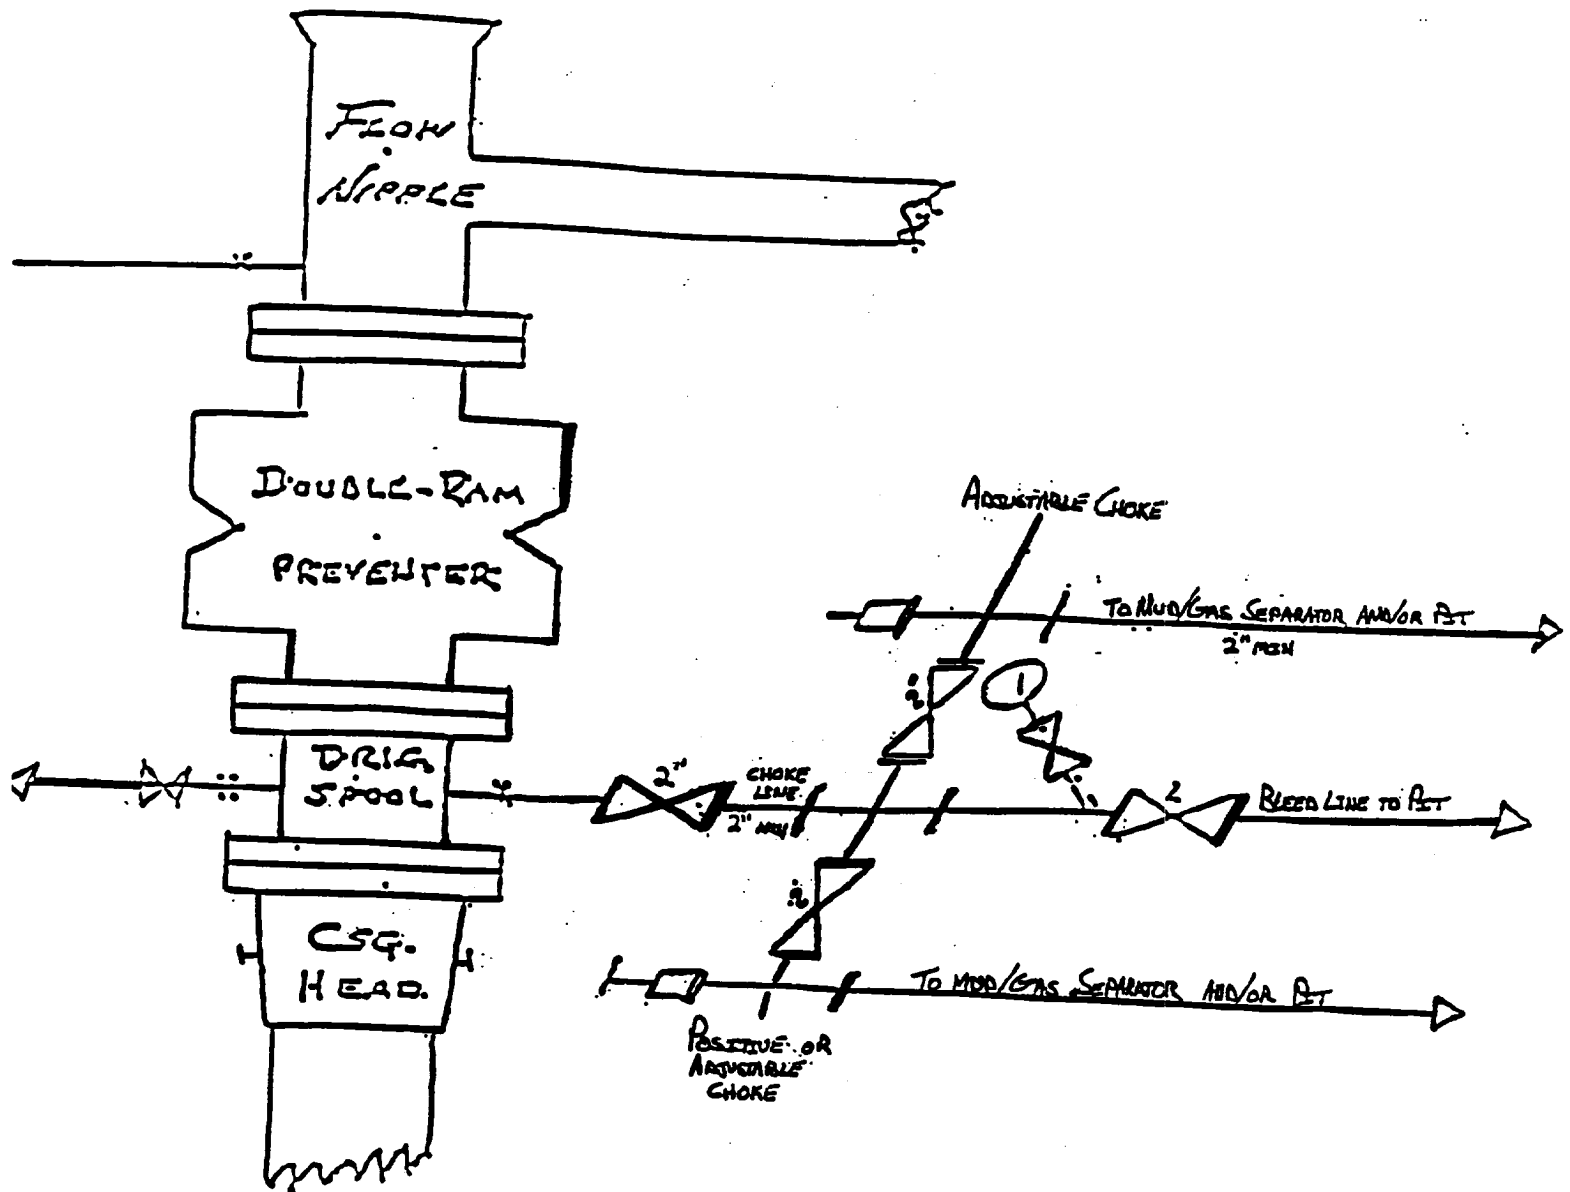 FLOW
NIPPLE
DOUBLE-RAM
PREVENTER
ADJUSTABLE CHOKE
TO MUD/GAS SEPARATOR AND/OR PIT
2" MIN
2"
1
DRLG.
SPOOL
2"
CHOKE
LINE
2" MIN
2
BLEED LINE TO PIT
2"
CSG.
HEAD.
TO MUD/GAS SEPARATOR AND/OR PIT
POSITIVE OR
ADJUSTABLE
CHOKE